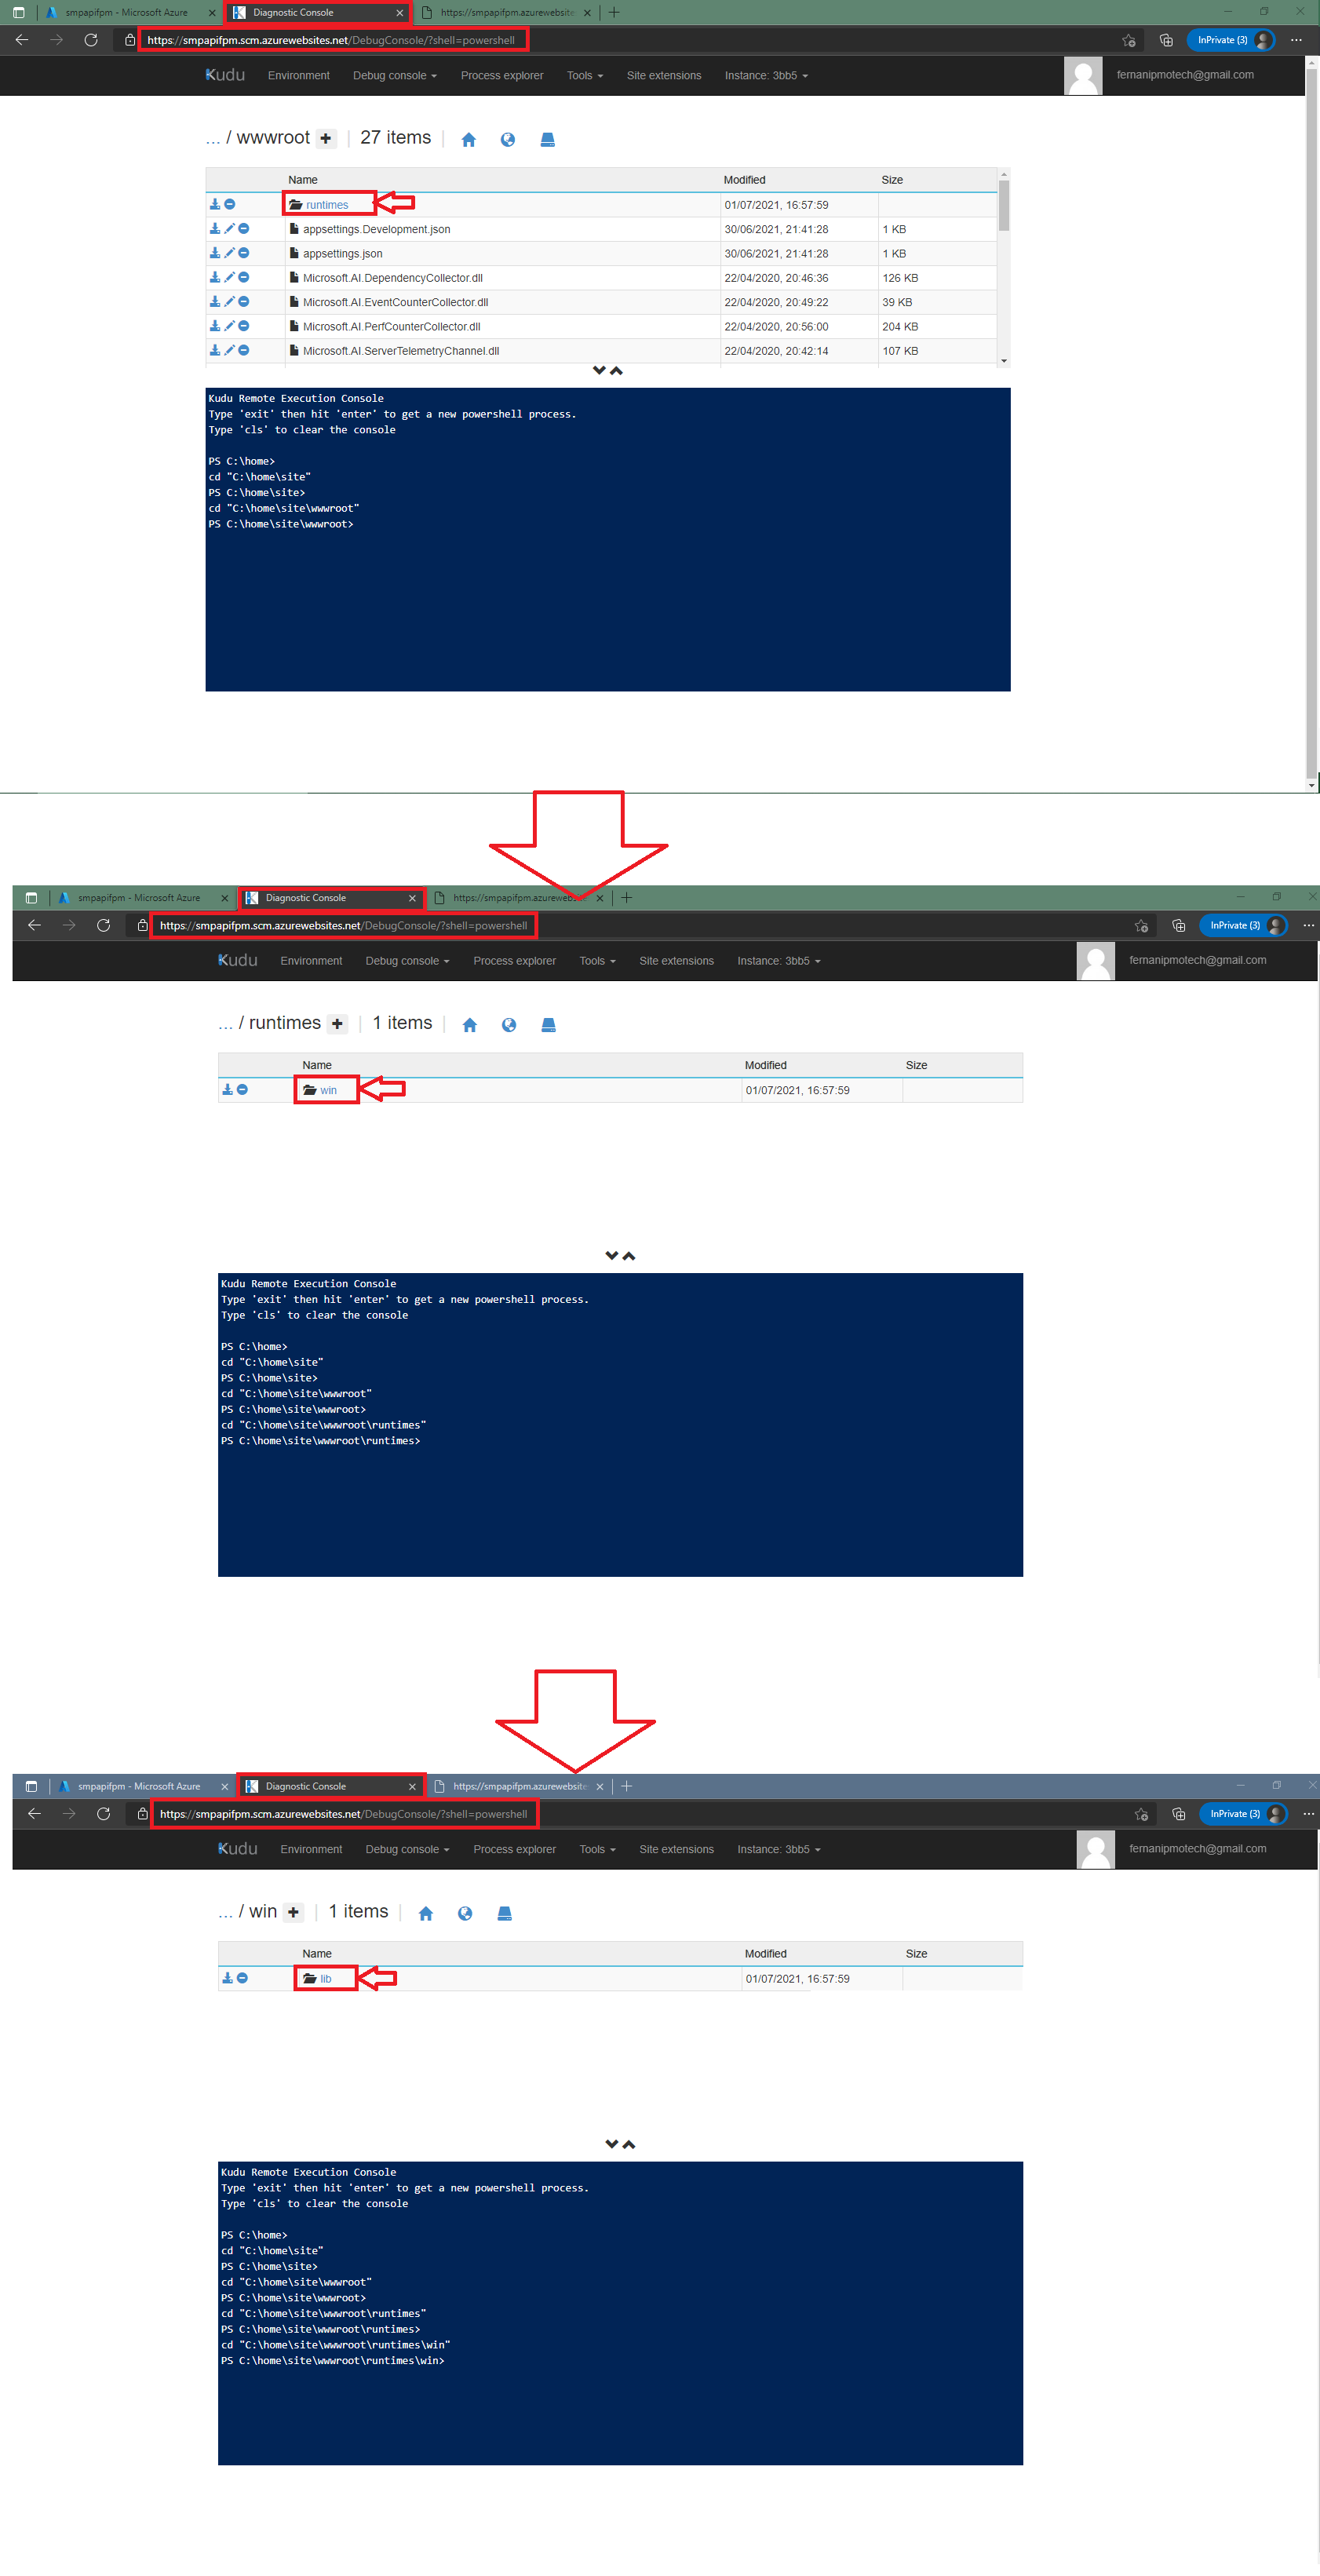 smpapifpm - Microsoft Azure
Diagnostic Console
https://smpapifpm.azurewebsite
https://smpapifpm.scm.azurewebsites.net/DebugConsole/?shell=powershell
InPrivate (3)
Kudu Environment Debug console Process explorer Tools Site extensions Instance: 3bb5 fernanipmotech@gmail.com
... / wwwroot + | 27 items |
Name Modified Size
runtimes 01/07/2021, 16:57:59
appsettings.Development.json 30/06/2021, 21:41:28 1 KB
appsettings.json 30/06/2021, 21:41:28 1 KB
Microsoft.AI.DependencyCollector.dll 22/04/2020, 20:46:36 126 KB
Microsoft.AI.EventCounterCollector.dll 22/04/2020, 20:49:22 39 KB
Microsoft.AI.PerfCounterCollector.dll 22/04/2020, 20:56:00 204 KB
Microsoft.AI.ServerTelemetryChannel.dll 22/04/2020, 20:42:14 107 KB
Kudu Remote Execution Console
Type 'exit' then hit 'enter' to get a new powershell process.
Type 'cls' to clear the console
PS C:\home>
cd "C:\home\site"
PS C:\home\site>
cd "C:\home\site\wwwroot"
PS C:\home\site\wwwroot>
smpapifpm - Microsoft Azure
Diagnostic Console
https://smpapifpm.azurewebsite
https://smpapifpm.scm.azurewebsites.net/DebugConsole/?shell=powershell
InPrivate (3)
Kudu Environment Debug console Process explorer Tools Site extensions Instance: 3bb5 fernanipmotech@gmail.com
... / runtimes + | 1 items |
Name Modified Size
win 01/07/2021, 16:57:59
Kudu Remote Execution Console
Type 'exit' then hit 'enter' to get a new powershell process.
Type 'cls' to clear the console
PS C:\home>
cd "C:\home\site"
PS C:\home\site>
cd "C:\home\site\wwwroot"
PS C:\home\site\wwwroot>
cd "C:\home\site\wwwroot\runtimes"
PS C:\home\site\wwwroot\runtimes>
smpapifpm - Microsoft Azure
Diagnostic Console
https://smpapifpm.azurewebsite
https://smpapifpm.scm.azurewebsites.net/DebugConsole/?shell=powershell
InPrivate (3)
Kudu Environment Debug console Process explorer Tools Site extensions Instance: 3bb5 fernanipmotech@gmail.com
... / win + | 1 items |
Name Modified Size
lib 01/07/2021, 16:57:59
Kudu Remote Execution Console
Type 'exit' then hit 'enter' to get a new powershell process.
Type 'cls' to clear the console
PS C:\home>
cd "C:\home\site"
PS C:\home\site>
cd "C:\home\site\wwwroot"
PS C:\home\site\wwwroot>
cd "C:\home\site\wwwroot\runtimes"
PS C:\home\site\wwwroot\runtimes>
cd "C:\home\site\wwwroot\runtimes\win"
PS C:\home\site\wwwroot\runtimes\win>